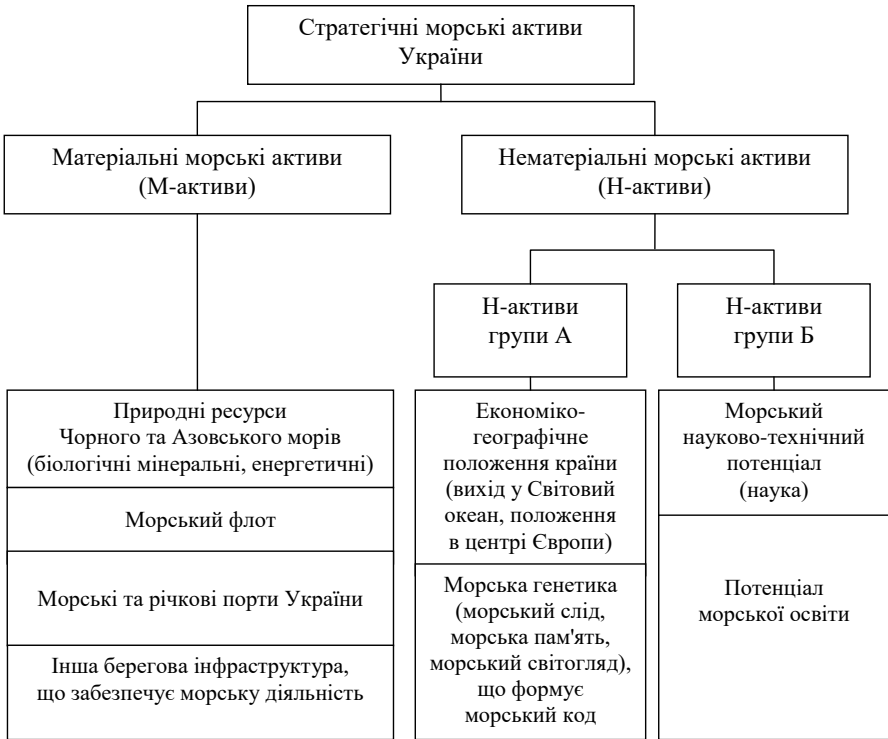 Стратегічні морські активи
України
Матеріальні морські активи
(М-активи)
Нематеріальні морські активи
(Н-активи)
Н-активи
групи А
Н-активи
групи Б
Природні ресурси
Чорного та Азовського морів
(біологічні мінеральні, енергетичні)
Морський флот
Морські та річкові порти України
Інша берегова інфраструктура,
що забезпечує морську діяльність
Економіко-
географічне
положення країни
(вихід у Світовий
океан, положення
в центрі Європи)
Морська генетика
(морський слід,
морська пам'ять,
морський світогляд),
що формує
морський код
Морський
науково-технічний
потенціал
(наука)
Потенціал
морської освіти